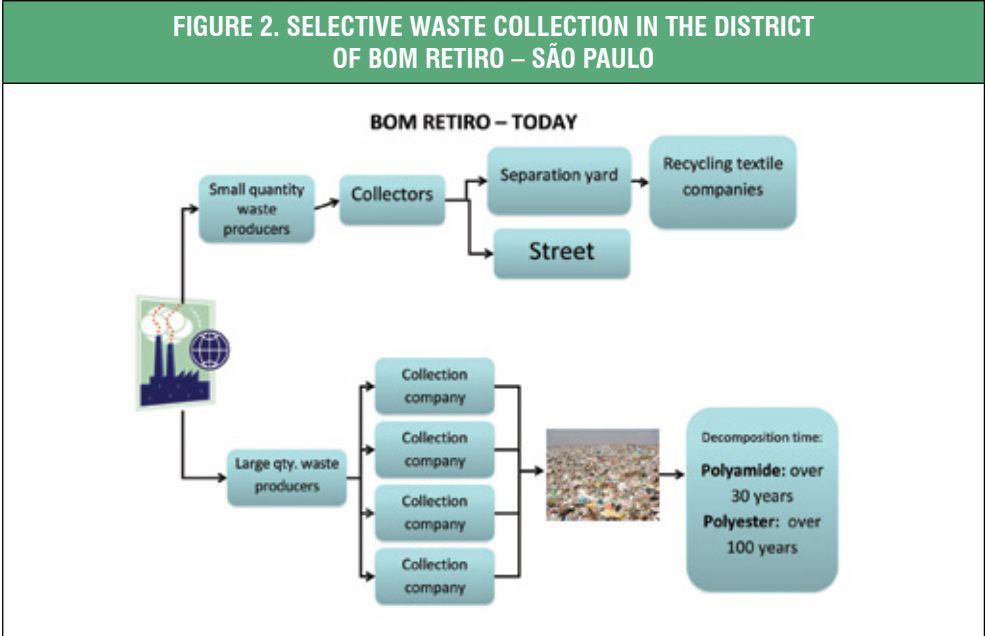 FIGURE 2. SELECTIVE WASTE COLLECTION IN THE DISTRICT
OF BOM RETIRO – SÃO PAULO
BOM RETIRO – TODAY
Small quantity
waste
producers
Collectors
Separation yard
Recycling textile
companies
Street
Large qty. waste
producers
Collection
company
Collection
company
Collection
company
Collection
company
Decomposition time:
Polyamide: over
30 years
Polyester: over
100 years